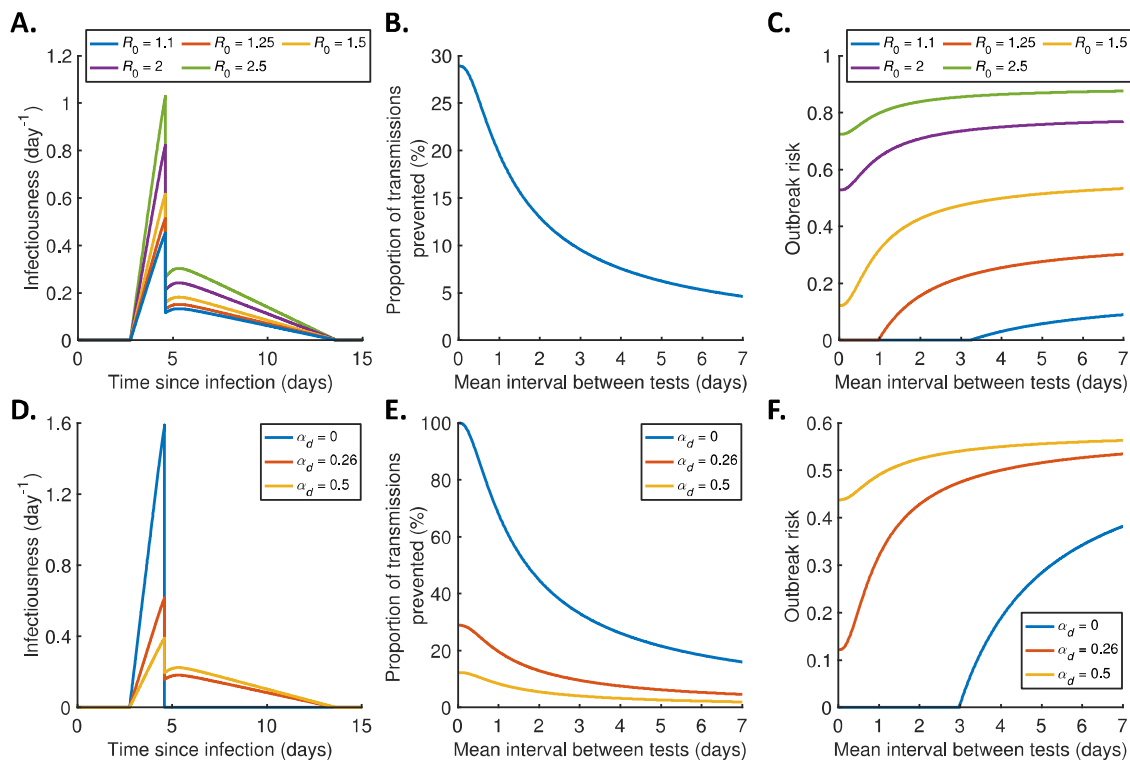 A.
R0 = 1.1 R0 = 1.25 R0 = 1.5
R0 = 2 R0 = 2.5
Infectiousness (day-1)
1.2
1
0.8
0.6
0.4
0.2
0
0 5 10 15
Time since infection (days)
B.
Proportion of transmissions
prevented (%)
35
30
25
20
15
10
5
0
0 1 2 3 4 5 6 7
Mean interval between tests (days)
C.
R0 = 1.1 R0 = 1.25 R0 = 1.5
R0 = 2 R0 = 2.5
Outbreak risk
1
0.8
0.6
0.4
0.2
0
0 1 2 3 4 5 6 7
Mean interval between tests (days)
D.
αd = 0
αd = 0.26
αd = 0.5
Infectiousness (day-1)
1.6
1.2
0.8
0.4
0
0 5 10 15
Time since infection (days)
E.
αd = 0
αd = 0.26
αd = 0.5
Proportion of transmissions
prevented (%)
100
80
60
40
20
0
0 1 2 3 4 5 6 7
Mean interval between tests (days)
F.
Outbreak risk
0.6
0.5
0.4
0.3
0.2
0.1
0
αd = 0
αd = 0.26
αd = 0.5
0 1 2 3 4 5 6 7
Mean interval between tests (days)